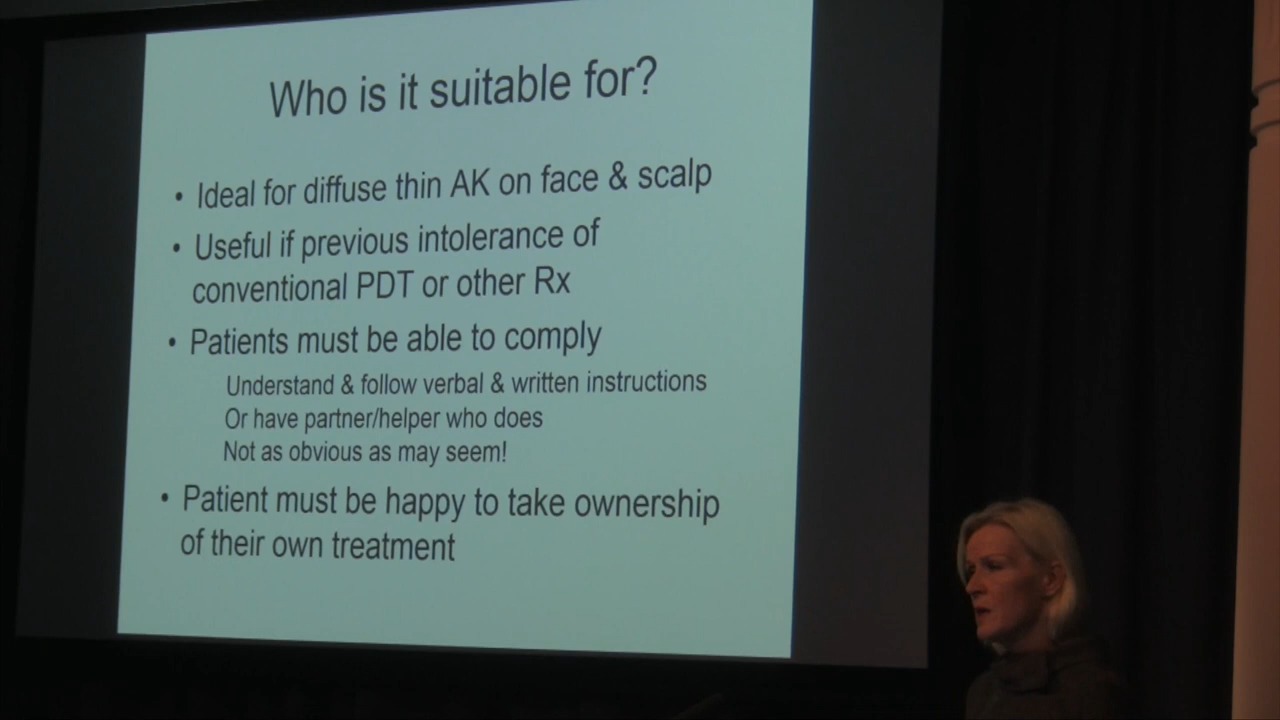 Who is it suitable for?
• Ideal for diffuse thin AK on face & scalp
• Useful if previous intolerance of
conventional PDT or other Rx
• Patients must be able to comply
Understand & follow verbal & written instructions
Or have partner/helper who does
Not as obvious as may seem!
• Patient must be happy to take ownership
of their own treatment